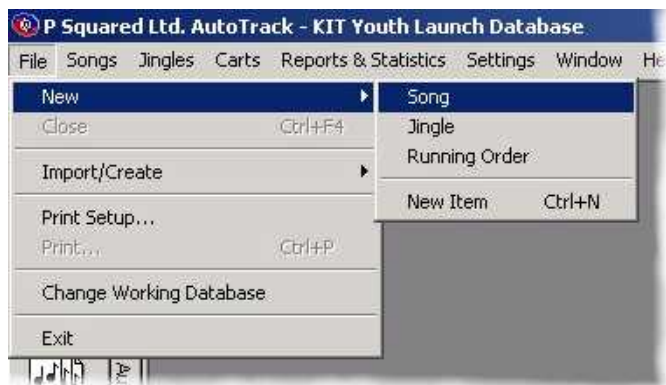 P Squared Ltd. AutoTrack - KIT Youth Launch Database
File Songs Jingles Carts Reports & Statistics Settings Window
New
Song
Close Ctrl+F4
Jingle
Running Order
Import/Create
New Item Ctrl+N
Print Setup...
Print... Ctrl+P
Change Working Database
Exit